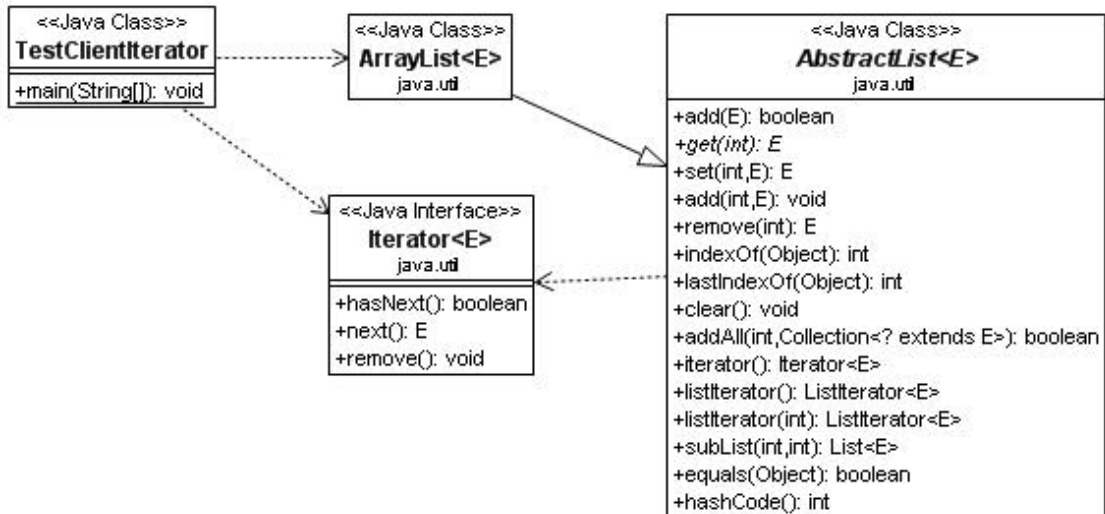 <<Java Class>>
TestClientIterator
+main(String[]): void
<<Java Class>>
ArrayList<E>
java.util
<<Java Interface>>
Iterator<E>
java.util
+hasNext(): boolean
+next(): E
+remove(): void
<<Java Class>>
AbstractList<E>
java.util
+add(E): boolean
+get(int): E
+set(int,E): E
+add(int,E): void
+remove(int): E
+indexOf(Object): int
+lastIndexOf(Object): int
+clear(): void
+addAll(int,Collection<? extends E>): boolean
+iterator(): Iterator<E>
+listIterator(): ListIterator<E>
+listIterator(int): ListIterator<E>
+subList(int,int): List<E>
+equals(Object): boolean
+hashCode(): int